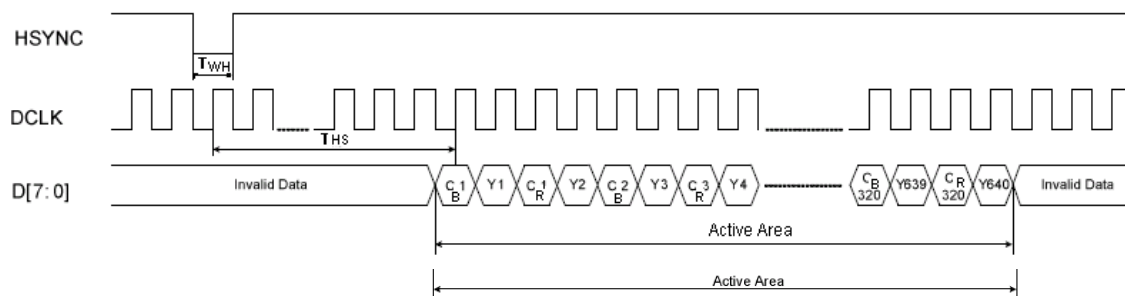 HSYNC
TWH
DCLK
THS
D[7: 0]
Invalid Data
CB1
Y1
CR1
Y2
CB2
Y3
CR3
Y4
CB320
Y639
CR320
Y640
Invalid Data
Active Area
Active Area